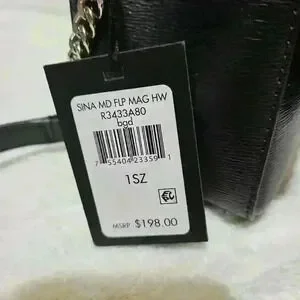 SINA MD FLP MAG HW
R3433A80
bgd
7 55404 23359 1
1SZ
MSRP $198.00